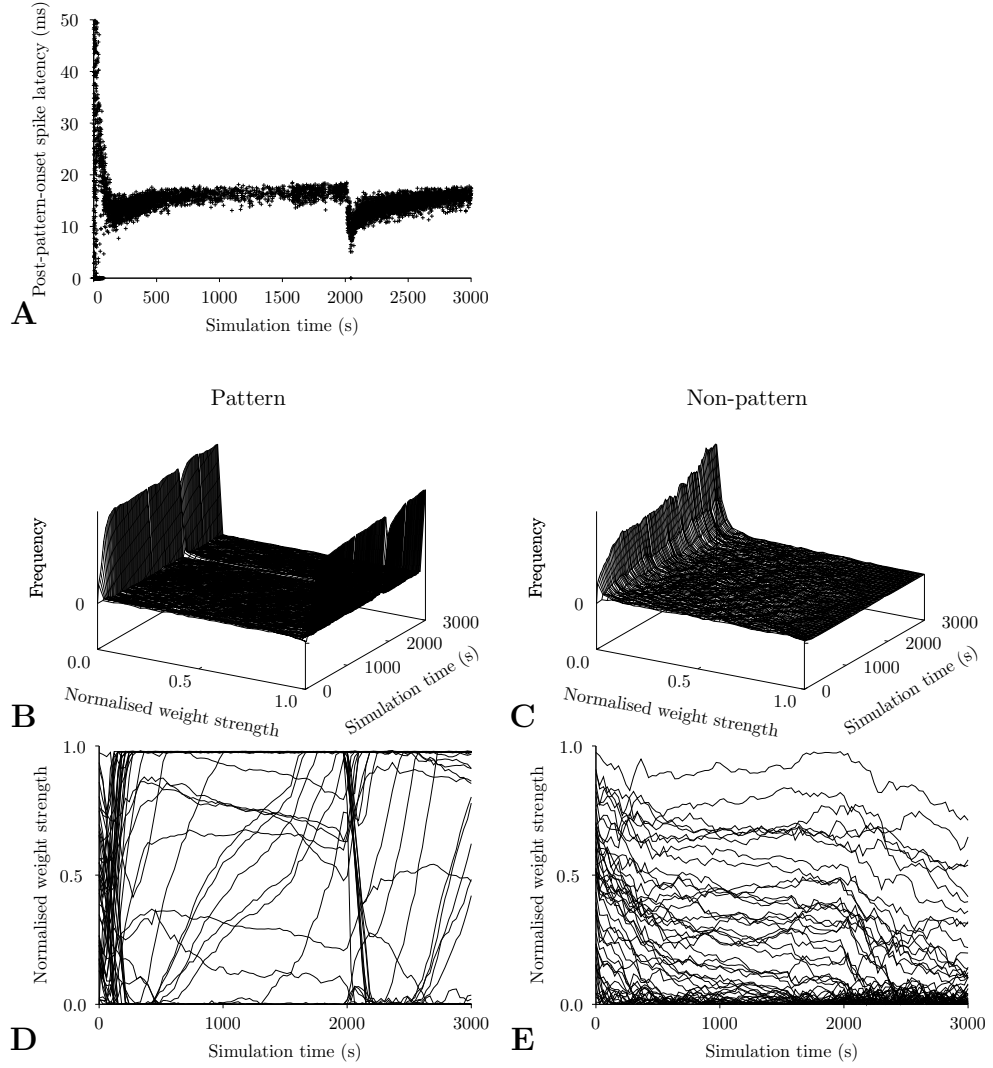 50
40
30
20
10
0
Post-pattern-onset spike latency (ms)
0 500 1000 1500 2000 2500 3000
Simulation time (s)
A
Pattern
Non-pattern
Frequency
0
0.0
0.5
1.0
0
1000
2000
3000
Normalised weight strength
Simulation time (s)
B
Frequency
0
0.0
0.5
1.0
0
1000
2000
3000
Normalised weight strength
Simulation time (s)
C
1.0
0.5
0.0
Normalised weight strength
0 1000 2000 3000
Simulation time (s)
D
1.0
0.5
0.0
Normalised weight strength
0 1000 2000 3000
Simulation time (s)
E